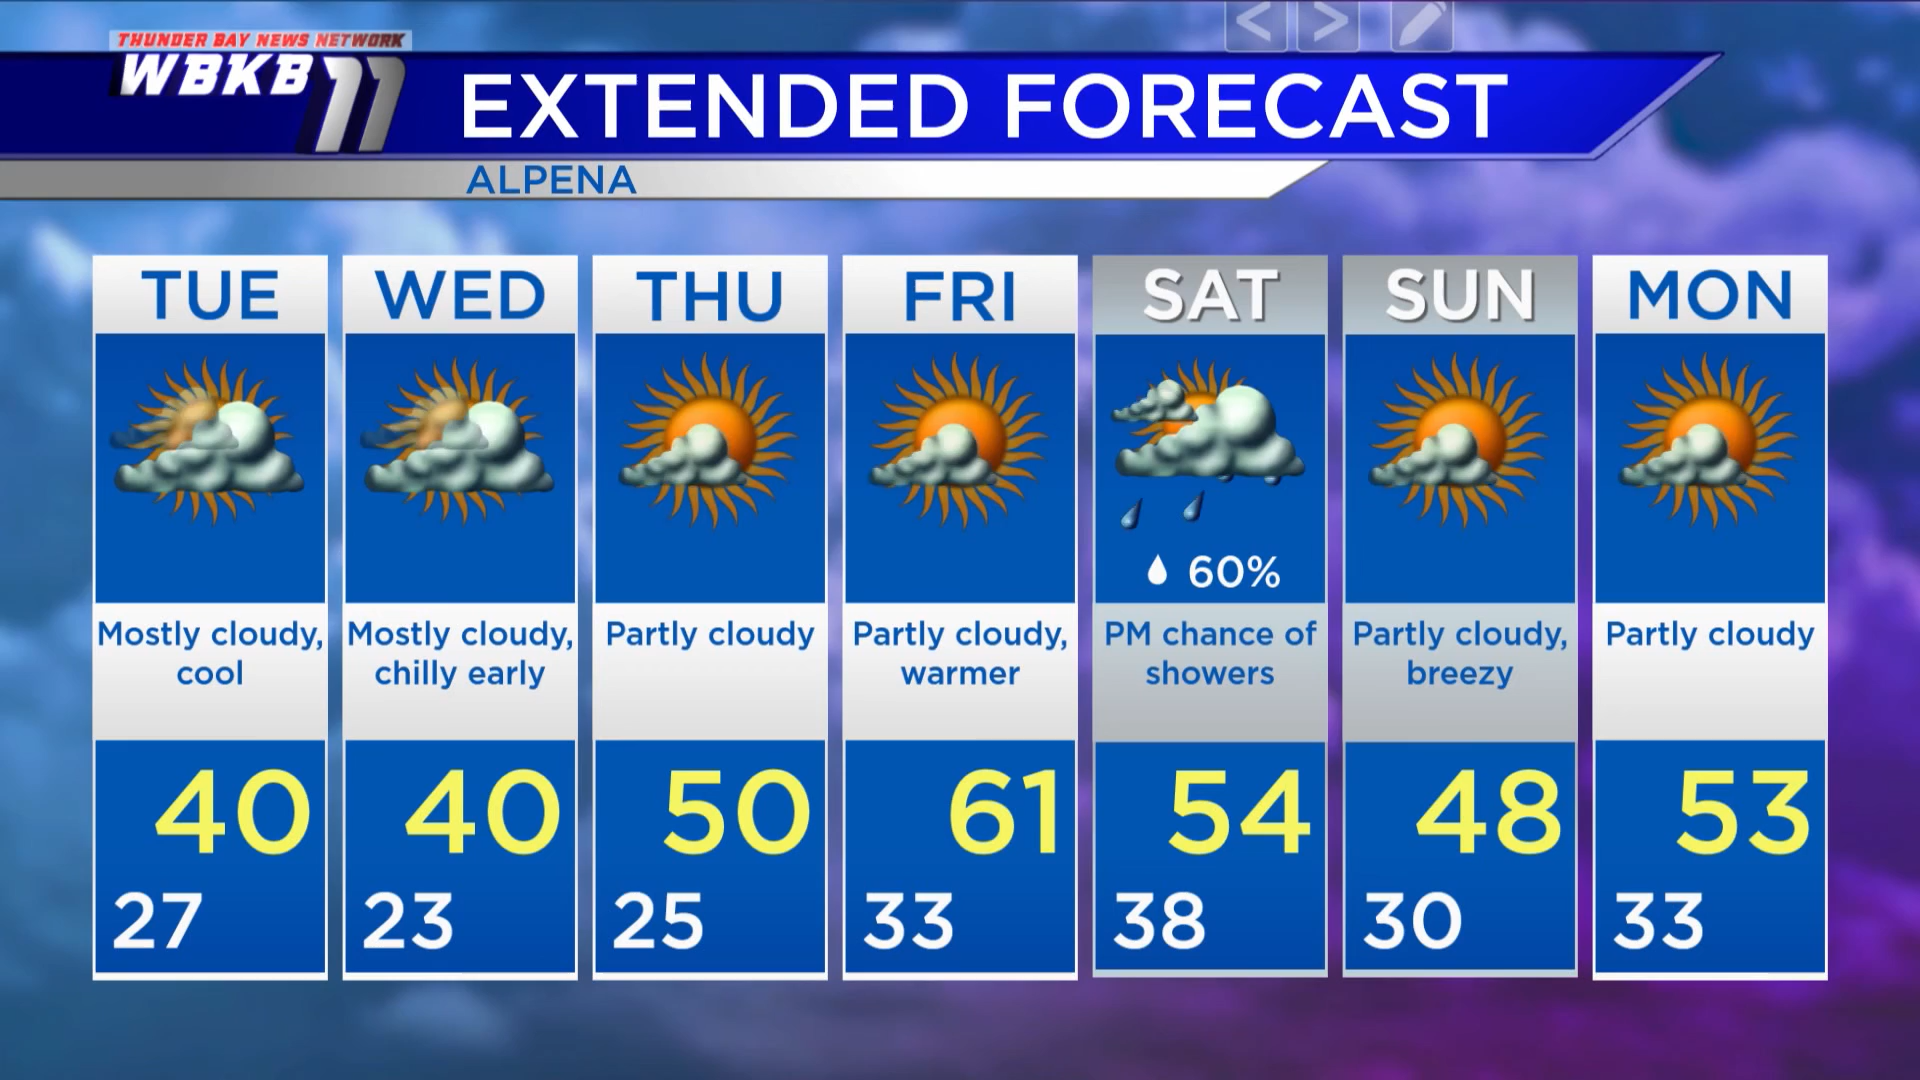 THUNDER BAY NEWS NETWORK
WBKB 11
EXTENDED FORECAST
ALPENA
TUE
Mostly cloudy,
cool
40
27
WED
Mostly cloudy,
chilly early
40
23
THU
Partly cloudy
50
25
FRI
Partly cloudy,
warmer
61
33
SAT
60%
PM chance of
showers
54
38
SUN
Partly cloudy,
breezy
48
30
MON
Partly cloudy
53
33